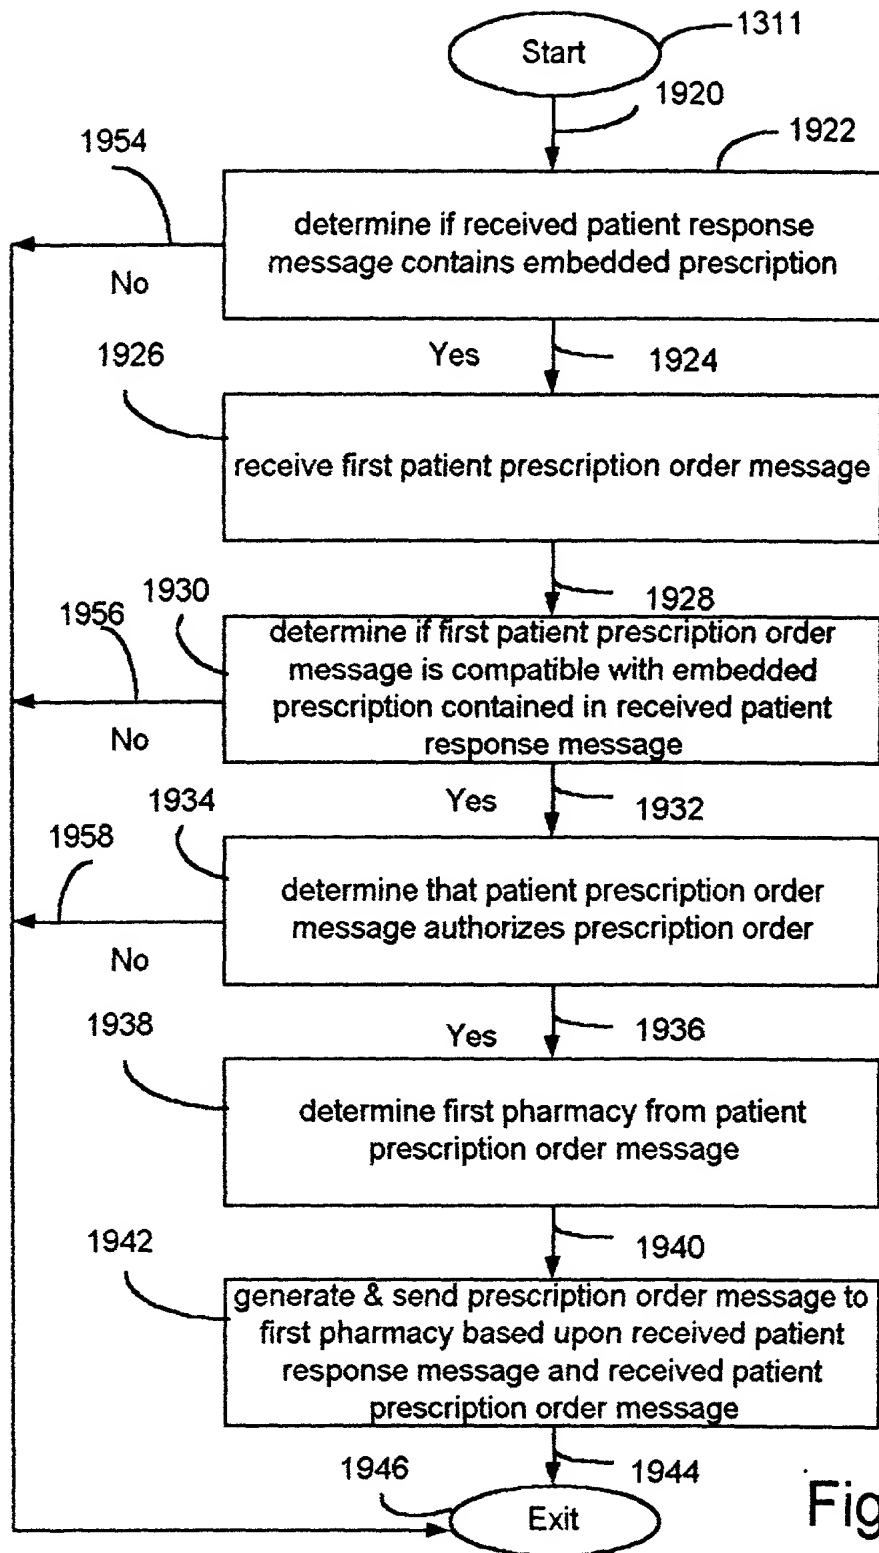 Start
1311
1920
1954
1922
determine if received patient response
message contains embedded prescription
No
1926
Yes
1924
receive first patient prescription order message
1956
1930
1928
determine if first patient prescription order
message is compatible with embedded
prescription contained in received patient
response message
No
1934
Yes
1932
1958
determine that patient prescription order
message authorizes prescription order
No
1938
Yes
1936
determine first pharmacy from patient
prescription order message
1942
1940
generate & send prescription order message to
first pharmacy based upon received patient
response message and received patient
prescription order message
1946
1944
Exit
Fig